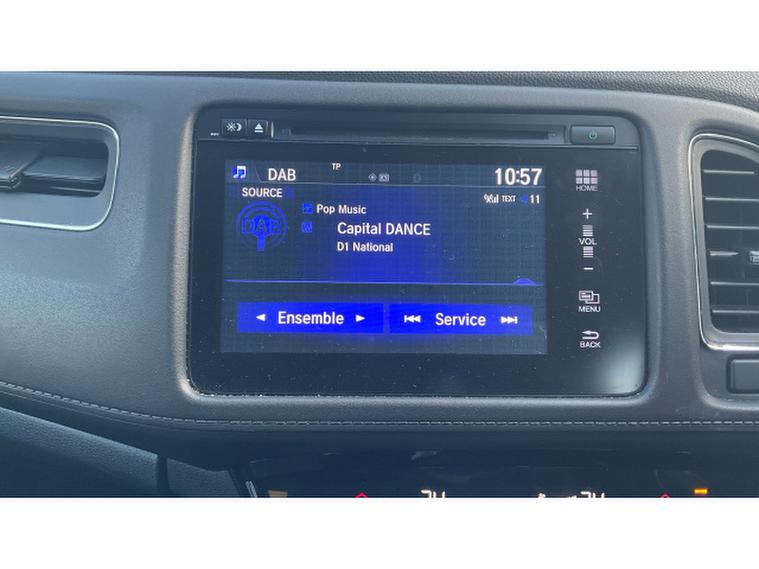 DAB TP 10:57 HOME
SOURCE TEXT 11
DAB Pop Music
Capital DANCE
D1 National
+
VOL
−
Ensemble Service
MENU
BACK